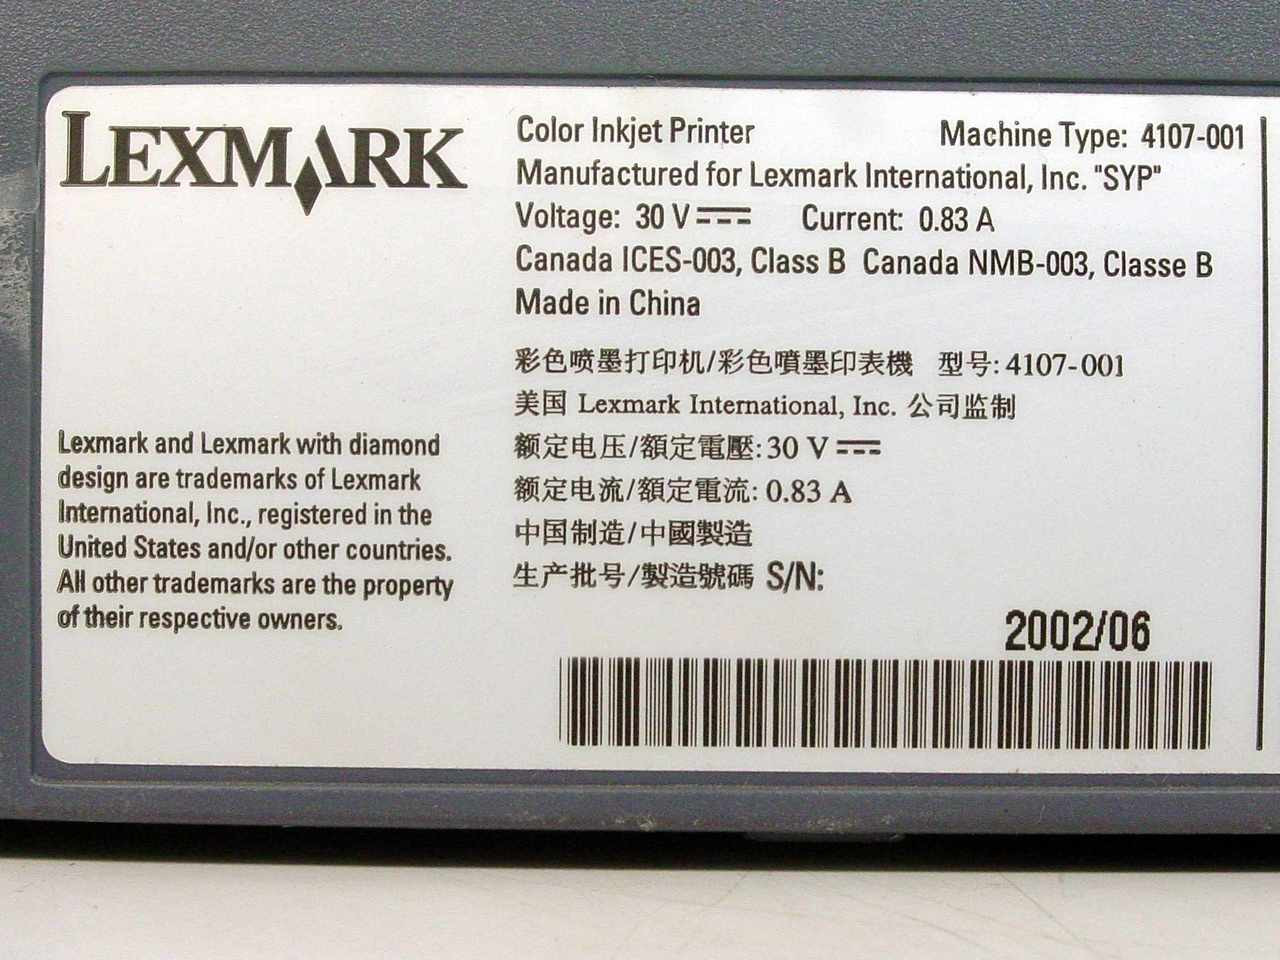 LEXMARK
Color Inkjet Printer Machine Type: 4107-001
Manufactured for Lexmark International, Inc. "SYP"
Voltage: 30 V Current: 0.83 A
Canada ICES-003, Class B Canada NMB-003, Classe B
Made in China
彩色喷墨打印机/彩色噴墨印表機 型号: 4107-001
美国 Lexmark International, Inc. 公司监制
额定电压/額定電壓: 30 V
额定电流/額定電流: 0.83 A
中国制造/中國製造
生产批号/製造號碼 S/N:
2002/06
Lexmark and Lexmark with diamond
design are trademarks of Lexmark
International, Inc., registered in the
United States and/or other countries.
All other trademarks are the property
of their respective owners.